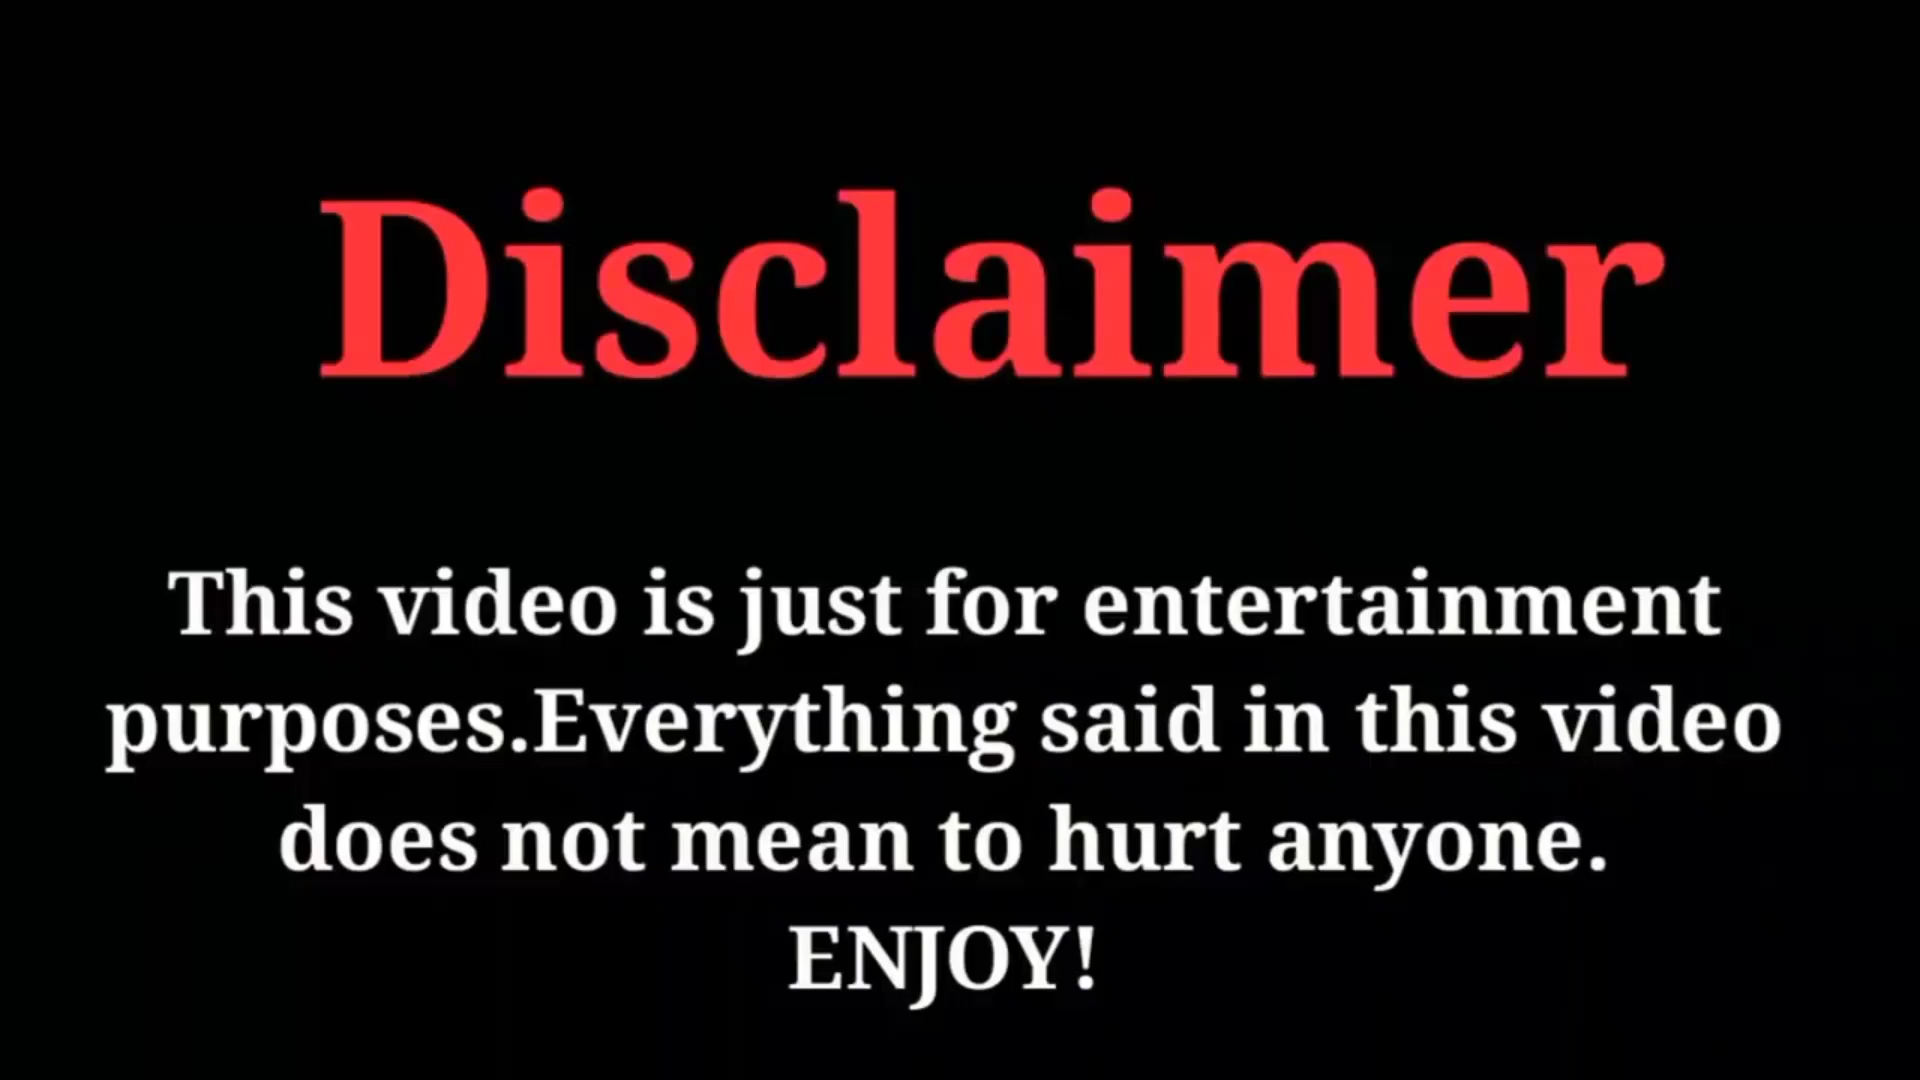 Disclaimer
This video is just for entertainment
purposes.Everything said in this video
does not mean to hurt anyone.
ENJOY!